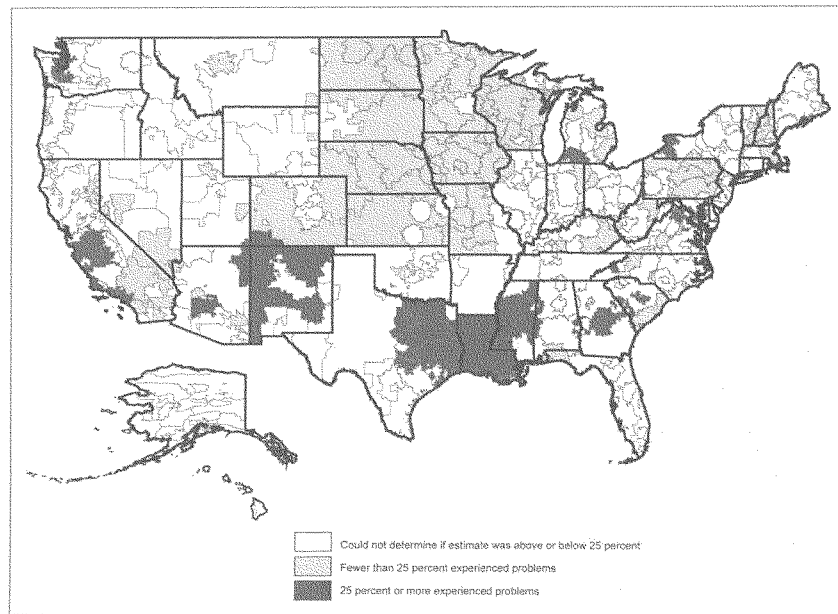 Could not determine if estimate was above or below 25 percent
Fewer than 25 percent experienced problems
25 percent or more experienced problems